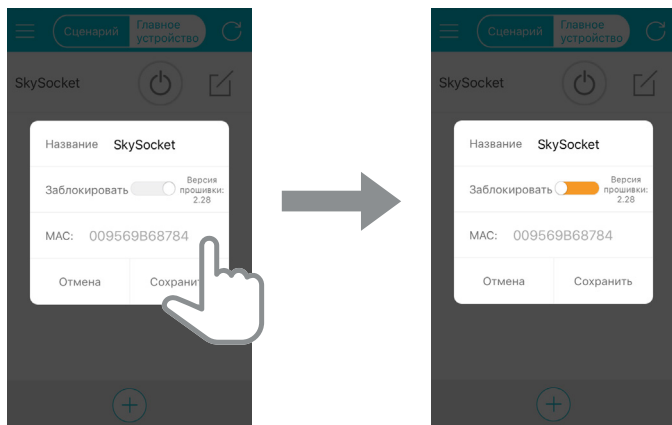 Сценарий
Главное
устройство
SkySocket
Название SkySocket
Заблокировать
Версия
прошивки:
2.28
MAC: 009569B68784
Отмена Сохранит
Сценарий
Главное
устройство
SkySocket
Название SkySocket
Заблокировать
Версия
прошивки:
2.28
MAC: 009569B68784
Отмена Сохранить